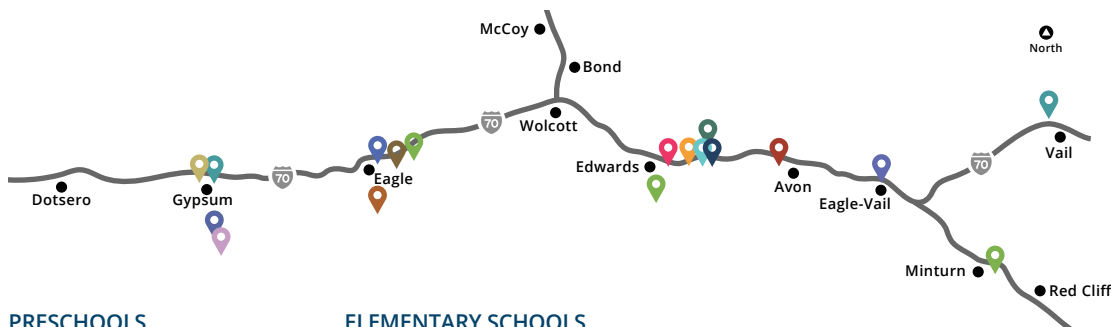 McCoy
Bond
North
70
Wolcott
Vail
70
Edwards
Eagle
70
Avon
Dotsero
Gypsum
Eagle-Vail
Minturn
Red Cliff
PRESCHOOLS
ELEMENTARY SCHOOLS